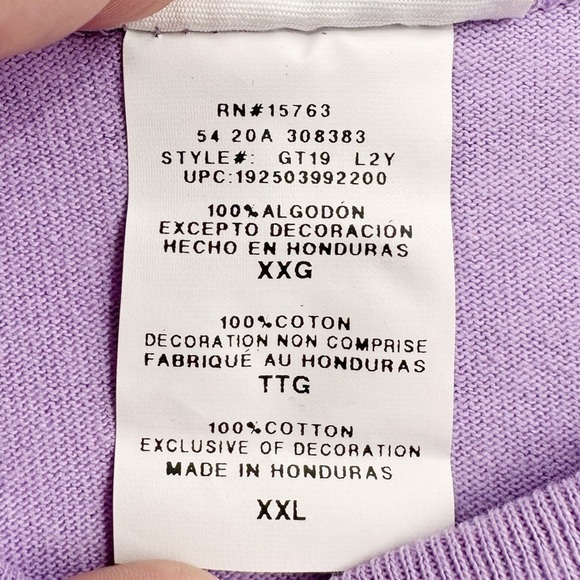 RN#15763
54 20A 308383
STYLE#: GT19 L2Y
UPC:192503992200
100%ALGODÓN
EXCEPTO DECORACIÓN
HECHO EN HONDURAS
XXG
100%COTON
DECORATION NON COMPRISE
FABRIQUÉ AU HONDURAS
TTG
100%COTTON
EXCLUSIVE OF DECORATION
MADE IN HONDURAS
XXL